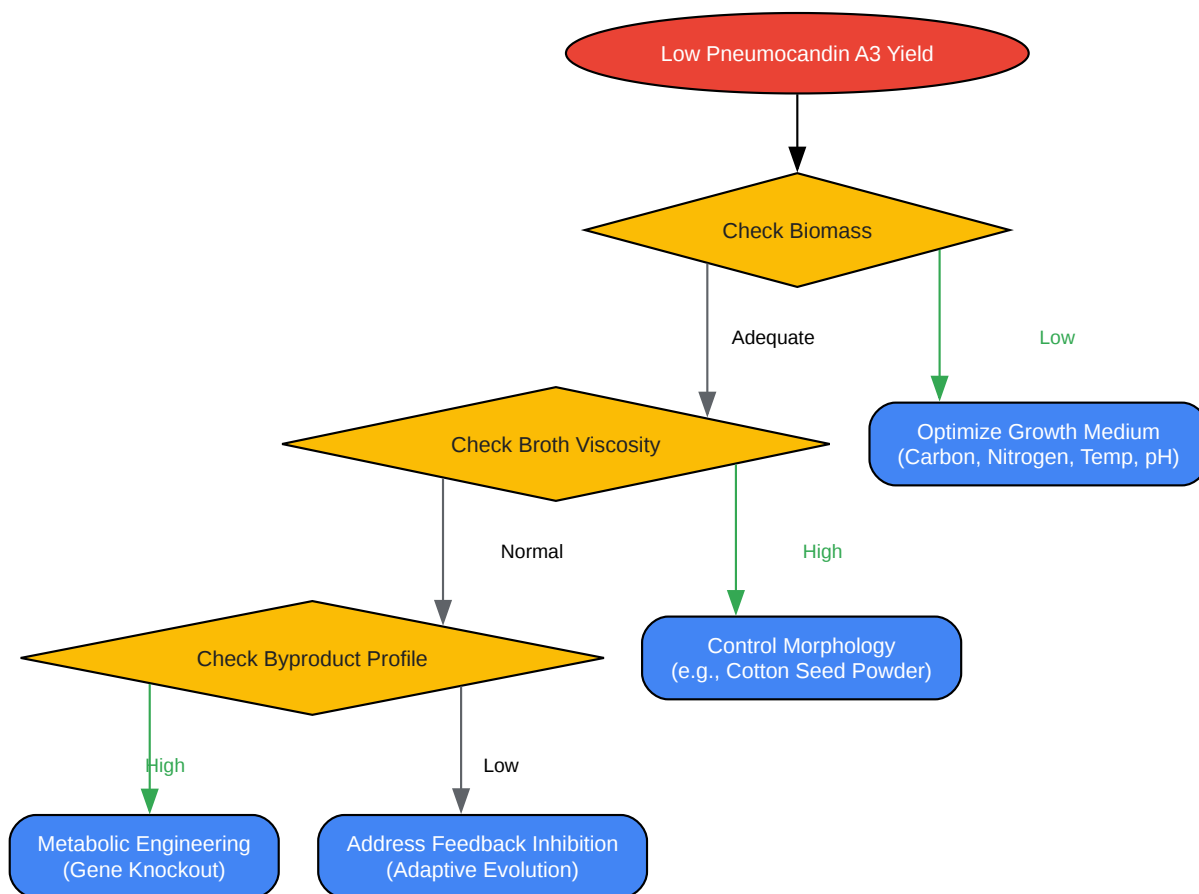 Low Pneumocandin A3 Yield
Check Biomass
Adequate
Low
Check Broth Viscosity
Optimize Growth Medium
(Carbon, Nitrogen, Temp, pH)
Normal
High
Check Byproduct Profile
Control Morphology
(e.g., Cotton Seed Powder)
High
Low
Metabolic Engineering
(Gene Knockout)
Address Feedback Inhibition
(Adaptive Evolution)